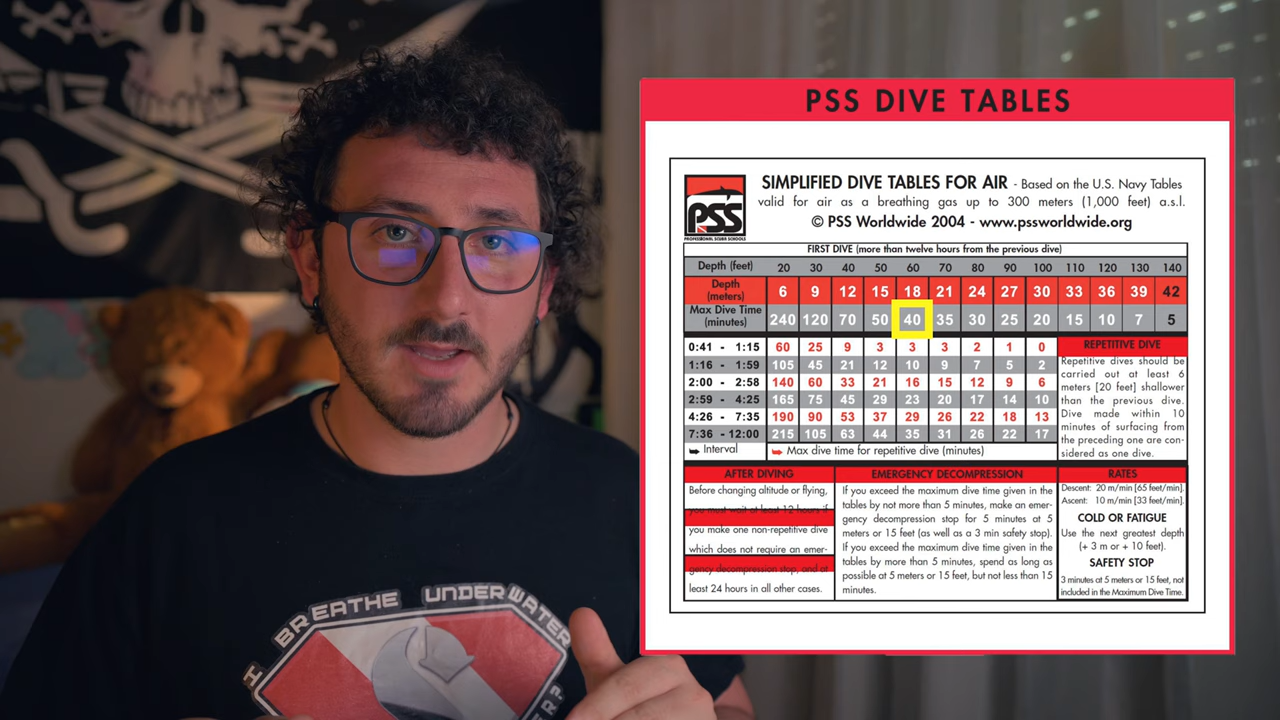 PSS DIVE TABLES
SIMPLIFIED DIVE TABLES FOR AIR - Based on the U.S. Navy Tables
valid for air as a breathing gas up to 300 meters (1,000 feet) a.s.l.
© PSS Worldwide 2004 - www.pssworldwide.org
PSS
PROFESSIONAL SCUBA SCHOOLS
FIRST DIVE (more than twelve hours from the previous dive)
Depth (feet) 20 30 40 50 60 70 80 90 100 110 120 130 140
Depth (meters) 6 9 12 15 18 21 24 27 30 33 36 39 42
Max Dive Time (minutes) 240 120 70 50 40 35 30 25 20 15 10 7 5
0:41 - 1:15 60 25 9 3 3 3 2 1 0
1:16 - 1:59 105 45 21 12 10 9 7 5 2
2:00 - 2:58 140 60 33 21 16 15 12 9 6
2:59 - 4:25 165 75 45 29 23 20 17 14 10
4:26 - 7:35 190 90 53 37 29 26 22 18 13
7:36 - 12:00 215 105 63 44 35 31 26 22 17
Interval Max dive time for repetitive dive (minutes)
REPETITIVE DIVE
Repetitive dives should be
carried out at least 6
meters [20 feet] shallower
than the previous dive.
Dive made within 10
minutes of surfacing from
the preceding one are con-
sidered as one dive.
AFTER DIVING
Before changing altitude or flying,
you must wait at least 12 hours if
you make one non-repetitive dive
which does not require an emer-
gency decompression stop, and at
least 24 hours in all other cases.
EMERGENCY DECOMPRESSION
If you exceed the maximum dive time given in the
tables by not more than 5 minutes, make an emer-
gency decompression stop for 5 minutes at 5
meters or 15 feet (as well as a 3 min safety stop).
If you exceed the maximum dive time given in the
tables by more than 5 minutes, spend as long as
possible at 5 meters or 15 feet, but not less than 15
minutes.
RATES
Descent: 20 m/min [65 feet/min].
Ascent: 10 m/min [33 feet/min].
COLD OR FATIGUE
Use the next greatest depth
(+ 3 m or + 10 feet).
SAFETY STOP
3 minutes at 5 meters or 15 feet, not
included in the Maximum Dive Time.
I BREATHE UNDERWATER